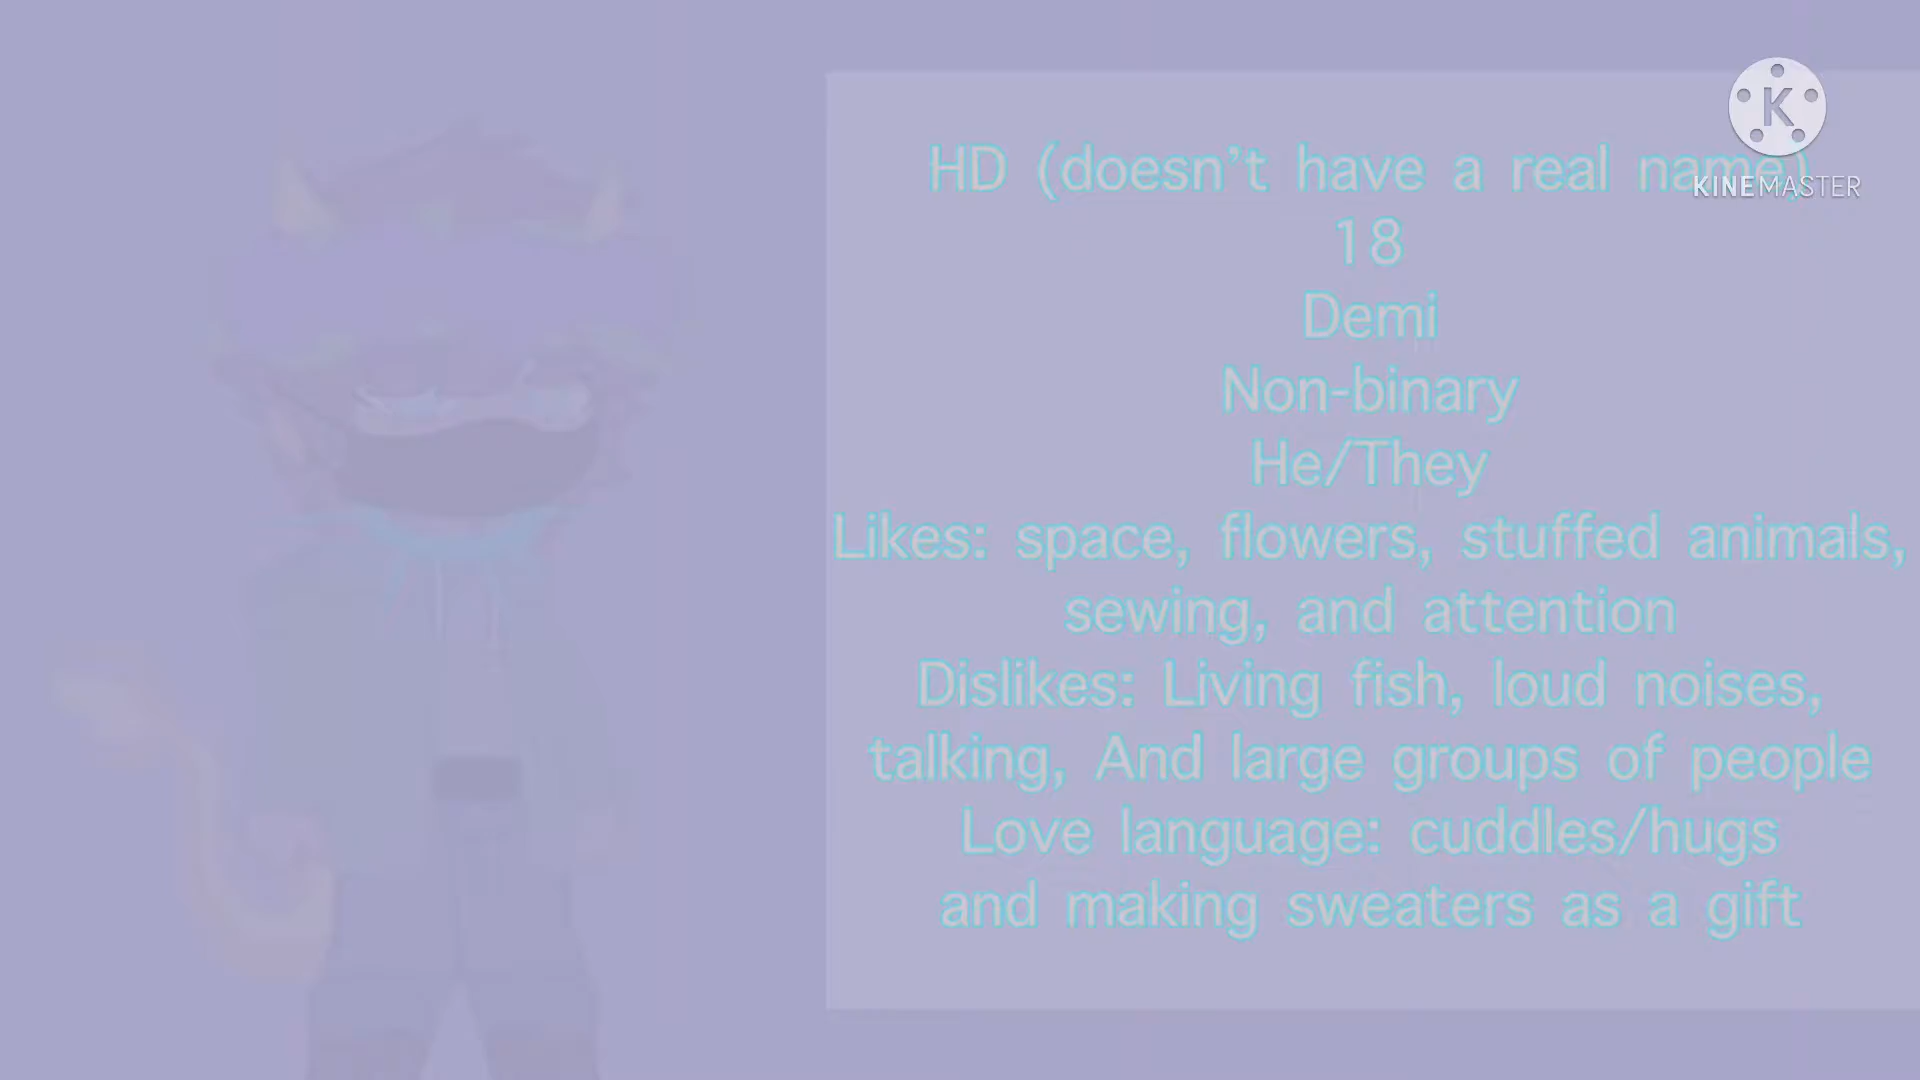 HD (doesn't have a real name)
KINEMASTER
18
Demi
Non-binary
He/They
Likes: space, flowers, stuffed animals,
sewing, and attention
Dislikes: Living fish, loud noises,
talking, And large groups of people
Love language: cuddles/hugs
and making sweaters as a gift